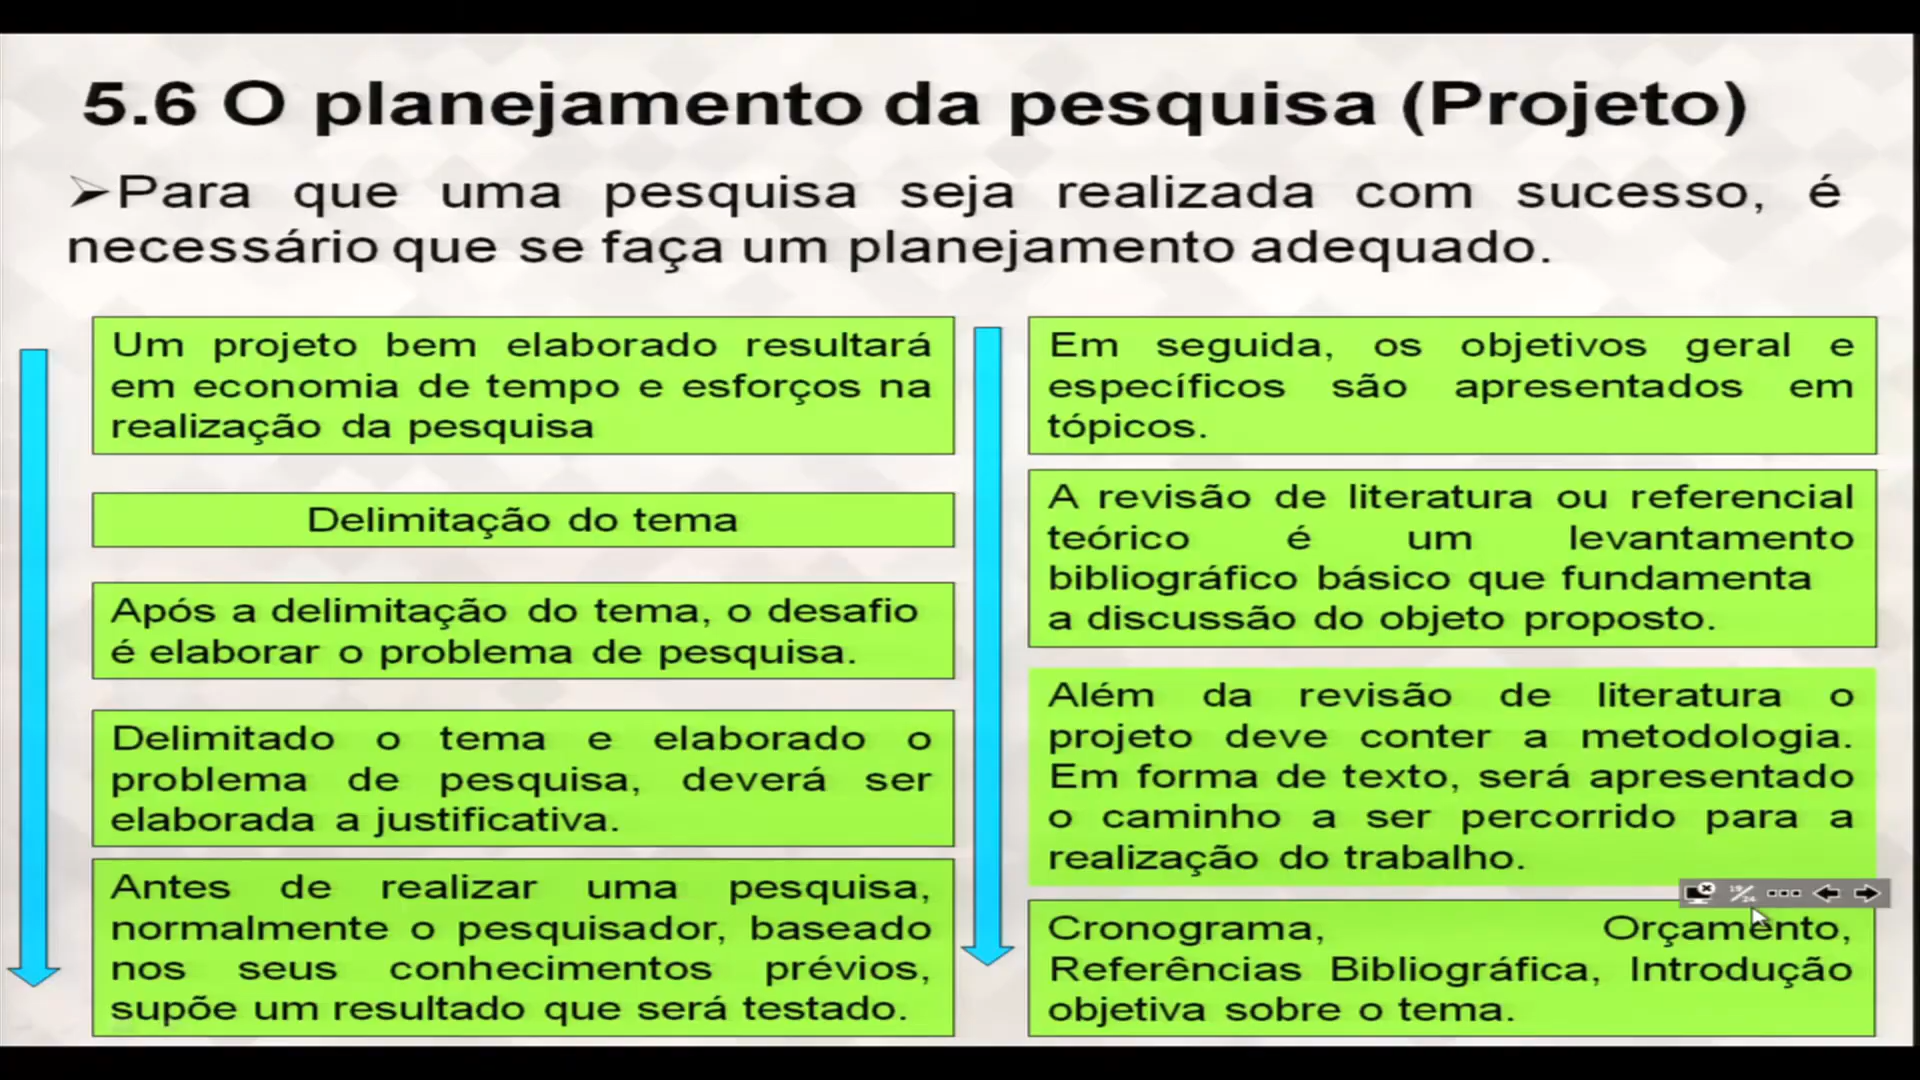 5.6 O planejamento da pesquisa (Projeto)
➢Para que uma pesquisa seja realizada com sucesso, é
necessário que se faça um planejamento adequado.
Um projeto bem elaborado resultará
em economia de tempo e esforços na
realização da pesquisa
Delimitação do tema
Após a delimitação do tema, o desafio
é elaborar o problema de pesquisa.
Delimitado o tema e elaborado o
problema de pesquisa, deverá ser
elaborada a justificativa.
Antes de realizar uma pesquisa,
normalmente o pesquisador, baseado
nos seus conhecimentos prévios,
supõe um resultado que será testado.
Em seguida, os objetivos geral e
específicos são apresentados em
tópicos.
A revisão de literatura ou referencial
teórico é um levantamento
bibliográfico básico que fundamenta
a discussão do objeto proposto.
Além da revisão de literatura o
projeto deve conter a metodologia.
Em forma de texto, será apresentado
o caminho a ser percorrido para a
realização do trabalho.
19/24
Cronograma, Orçamento,
Referências Bibliográfica, Introdução
objetiva sobre o tema.